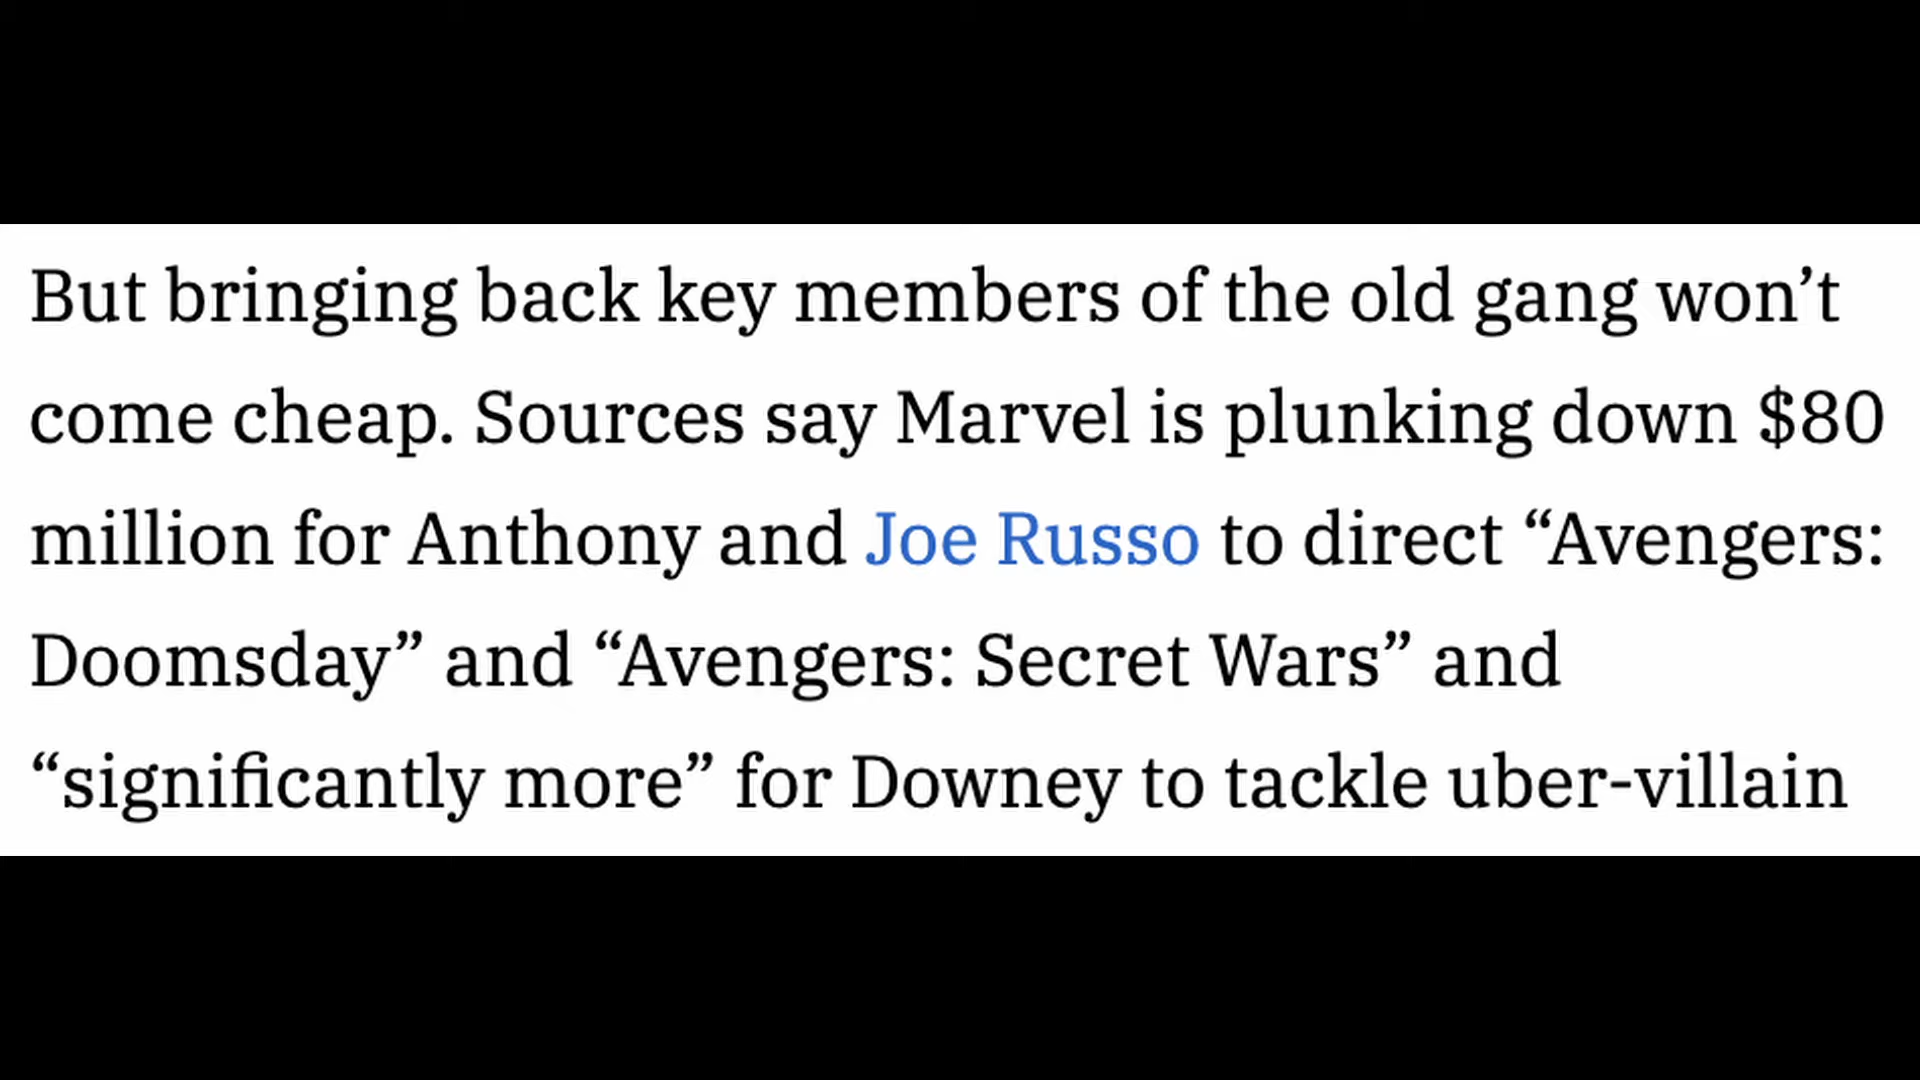 But bringing back key members of the old gang won’t
come cheap. Sources say Marvel is plunking down $80
million for Anthony and Joe Russo to direct “Avengers:
Doomsday” and “Avengers: Secret Wars” and
“significantly more” for Downey to tackle uber-villain